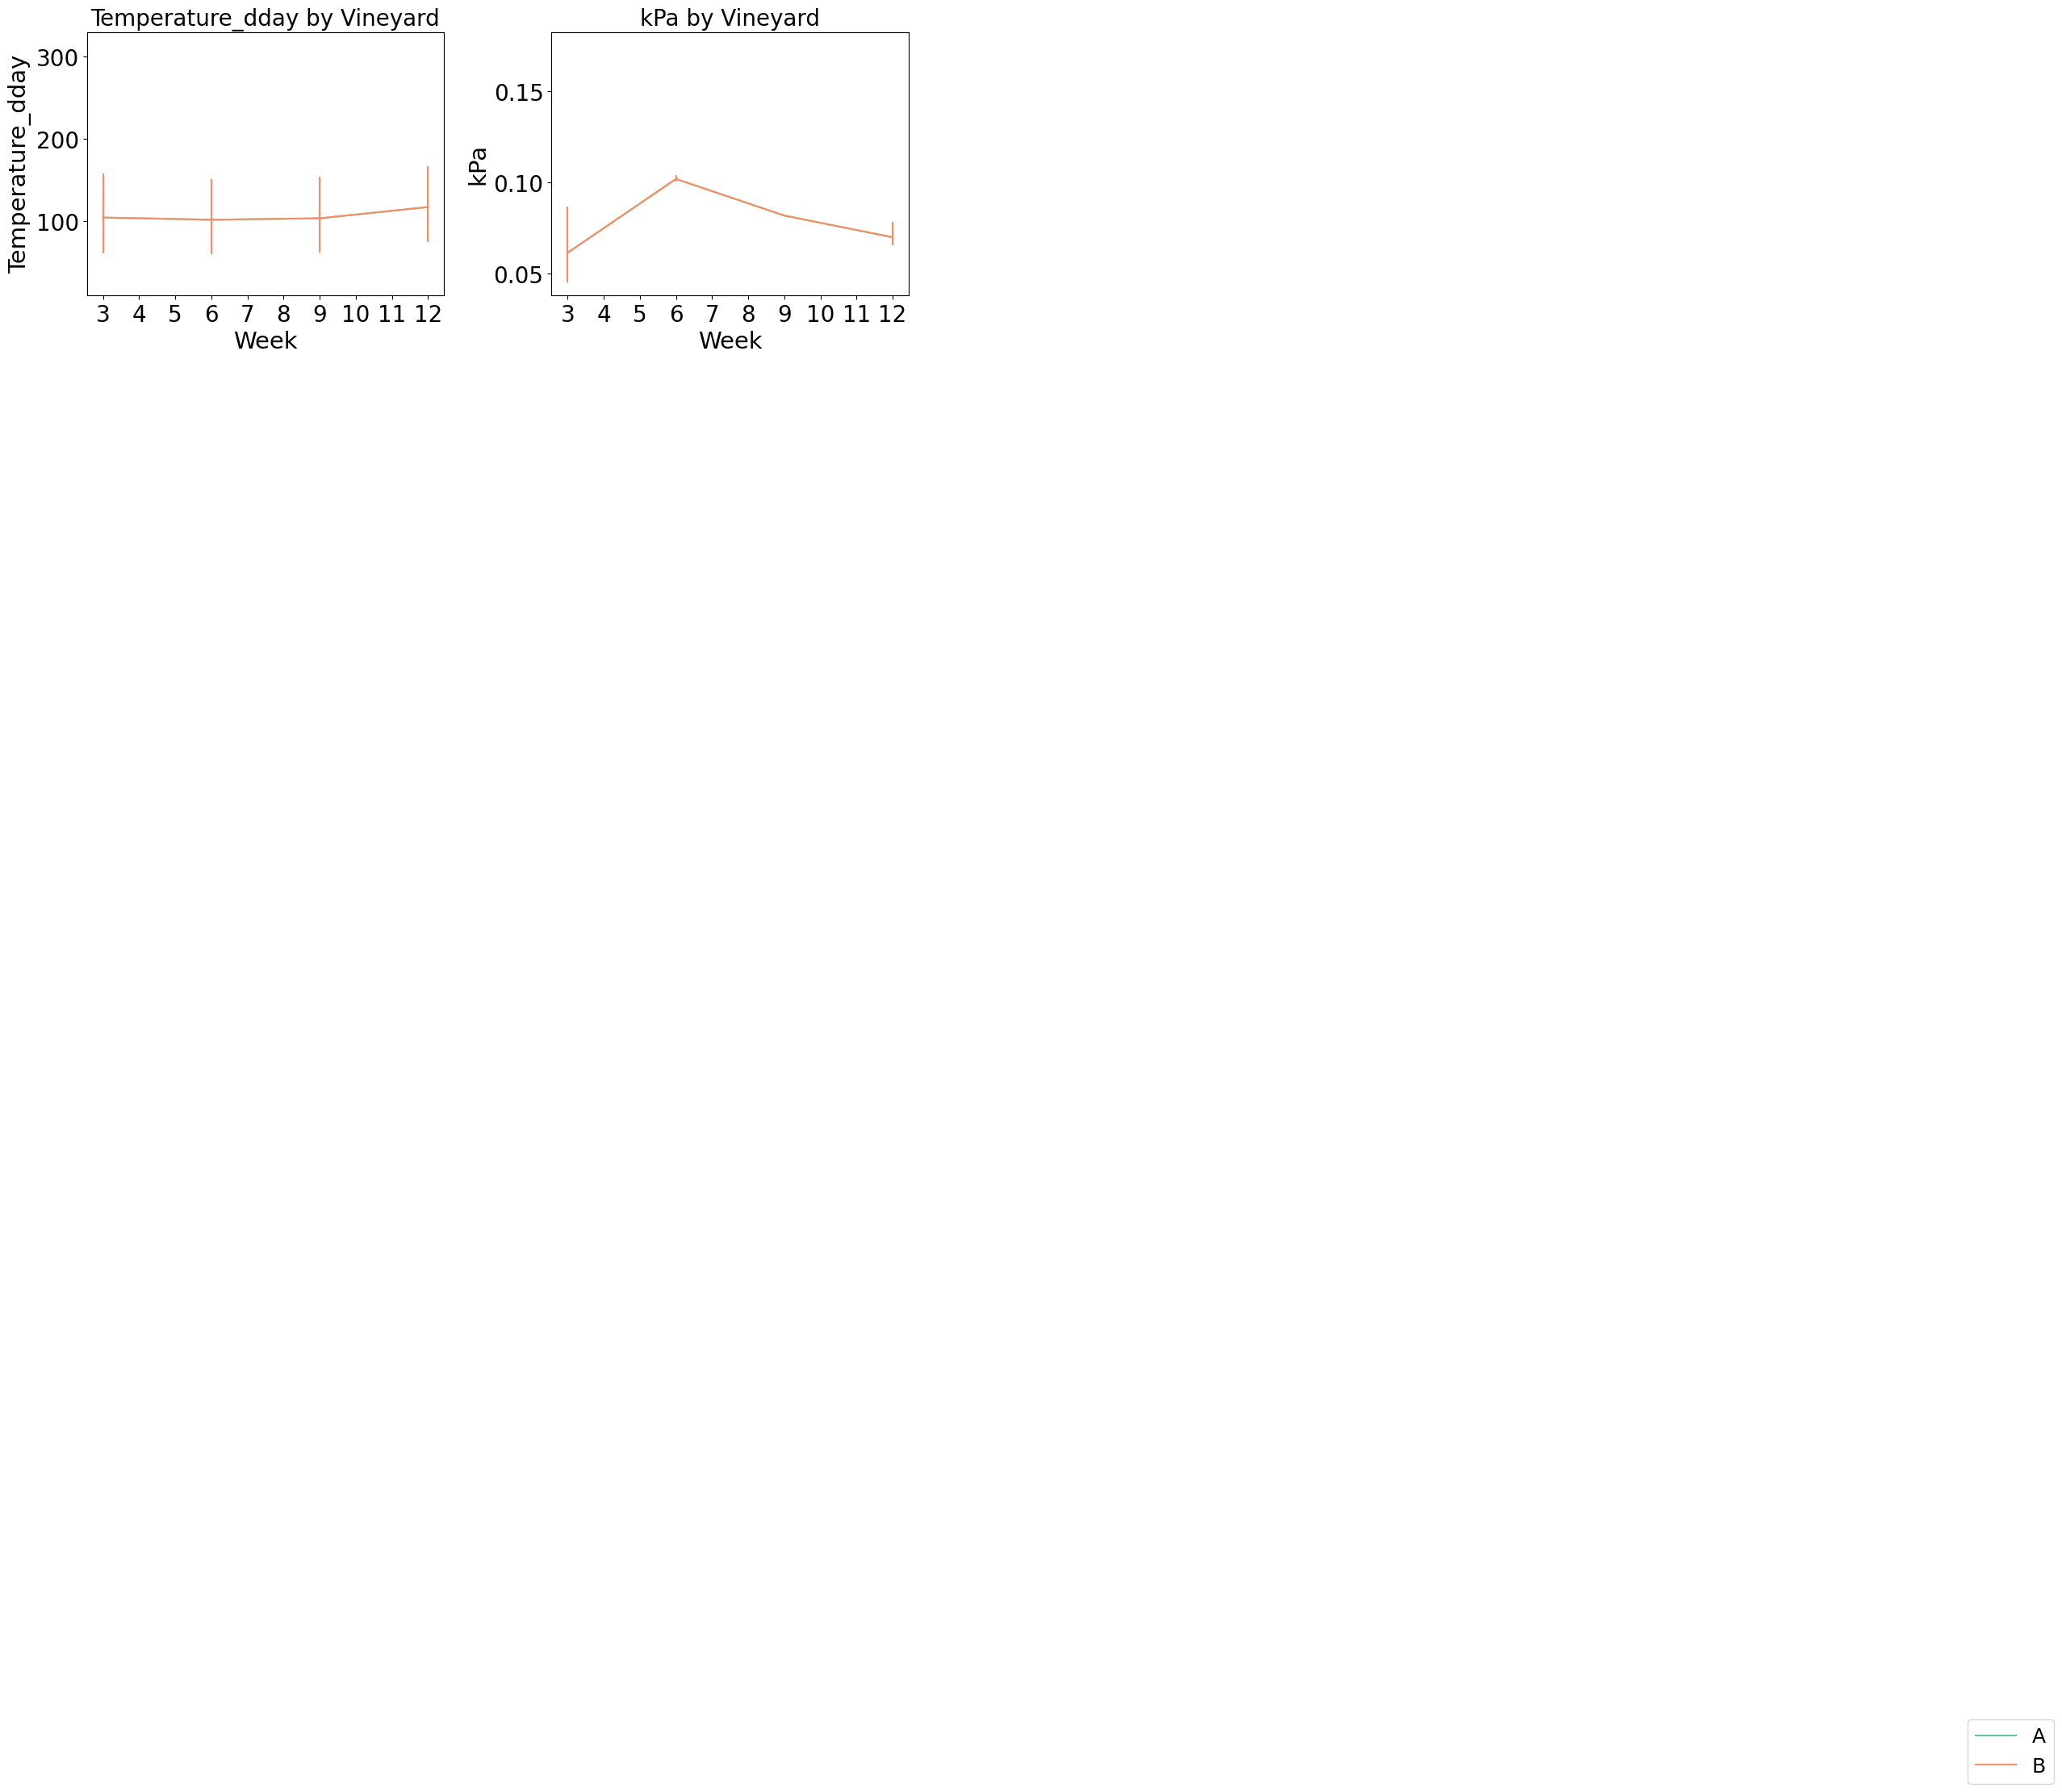 Temperature_dday by Vineyard
Temperature_dday
300
200
100
3 4 5 6 7 8 9 10 11 12
Week
kPa by Vineyard
kPa
0.15
0.10
0.05
3 4 5 6 7 8 9 10 11 12
Week
A
B